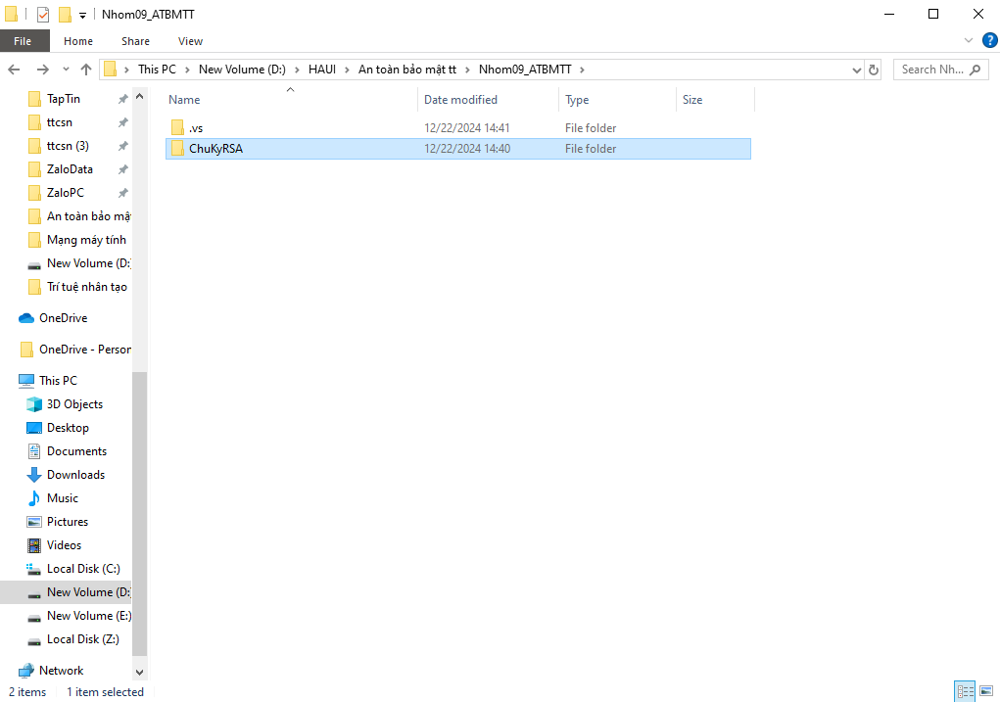 Nhom09_ATBMTT
File Home Share View
This PC > New Volume (D:) > HAUI > An toàn bảo mật tt > Nhom09_ATBMTT >
Search Nh...
TapTin
ttcsn
ttcsn (3)
ZaloData
ZaloPC
An toàn bảo mật
Mạng máy tính
New Volume (D:)
Trí tuệ nhân tạo
OneDrive
OneDrive - Person
This PC
3D Objects
Desktop
Documents
Downloads
Music
Pictures
Videos
Local Disk (C:)
New Volume (D:)
New Volume (E:)
Local Disk (Z:)
Network
Name Date modified Type Size
.vs 12/22/2024 14:41 File folder
ChuKyRSA 12/22/2024 14:40 File folder
2 items 1 item selected